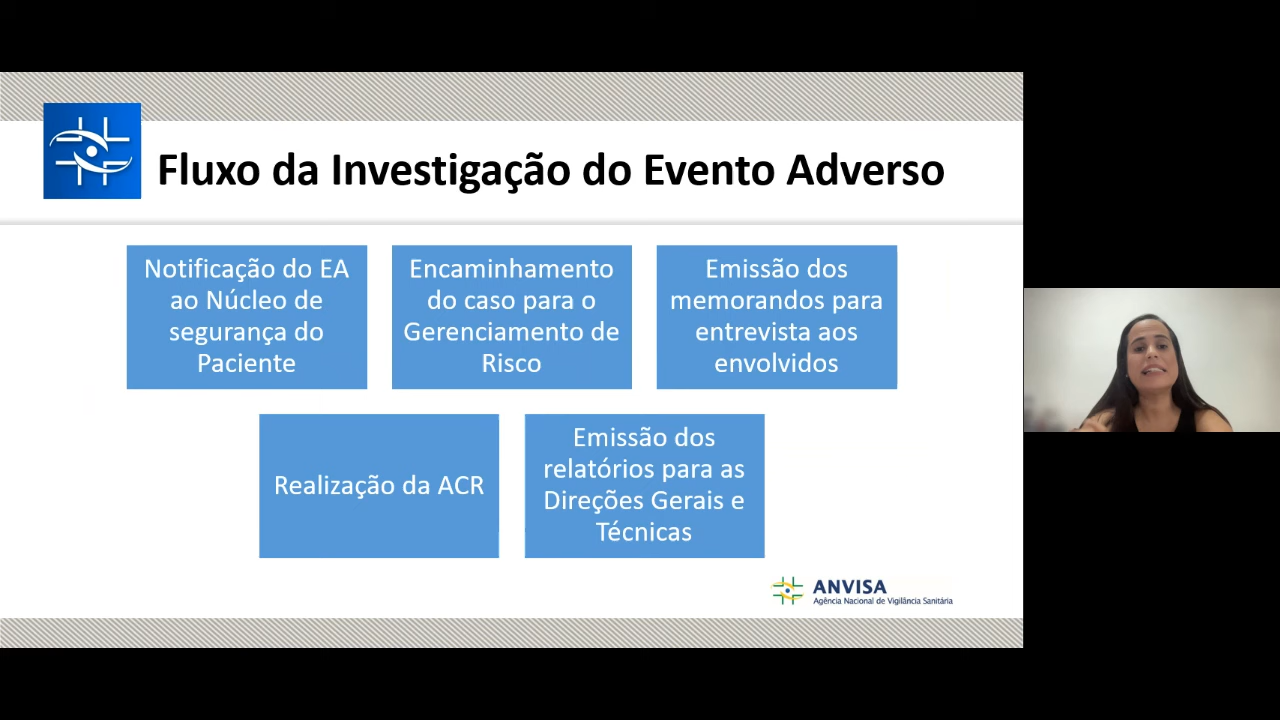 Fluxo da Investigação do Evento Adverso
Notificação do EA
ao Núcleo de
segurança do
Paciente
Encaminhamento
do caso para o
Gerenciamento de
Risco
Emissão dos
memorandos para
entrevista aos
envolvidos
Realização da ACR
Emissão dos
relatórios para as
Direções Gerais e
Técnicas
ANVISA
Agência Nacional de Vigilância Sanitária